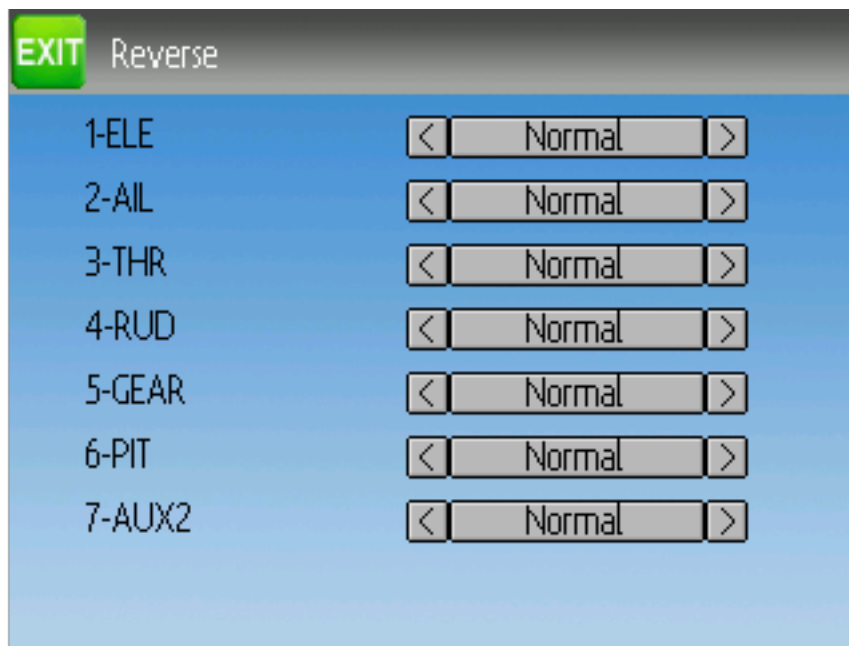 EXIT Reverse
1-ELE < Normal >
2-AIL < Normal >
3-THR < Normal >
4-RUD < Normal >
5-GEAR < Normal >
6-PIT < Normal >
7-AUX2 < Normal >